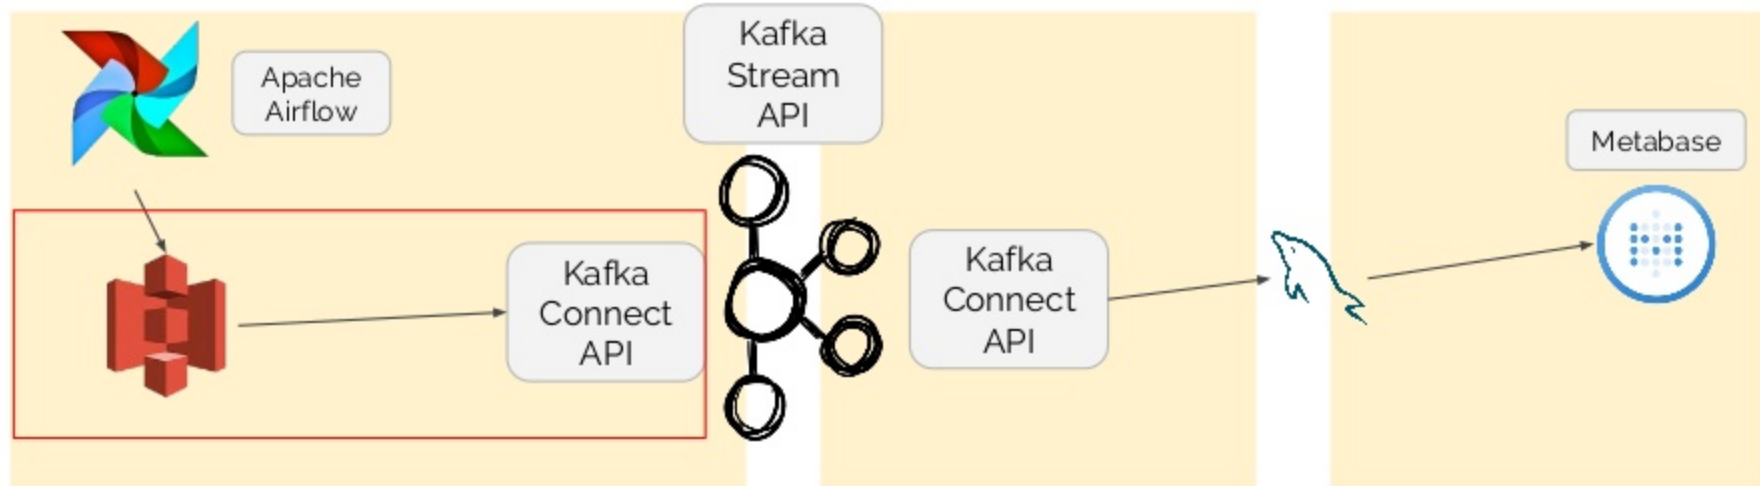 Apache
Airflow
Kafka
Stream
API
Kafka
Connect
API
Kafka
Connect
API
Metabase